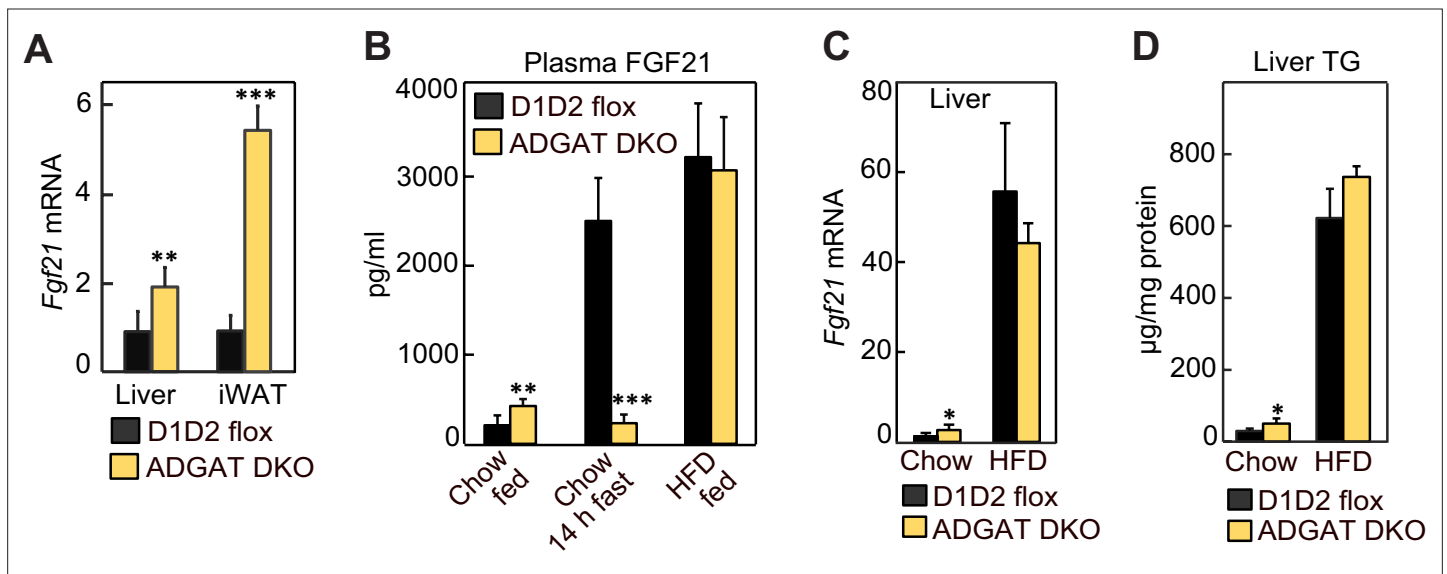 A
Fgf21 mRNA
6
4
2
0
**
***
Liver iWAT
D1D2 flox
ADGAT DKO
B
Plasma FGF21
pg/ml
4000
3000
2000
1000
0
D1D2 flox
ADGAT DKO
**
***
Chow fed
Chow 14 h fast
HFD fed
C
Liver
Fgf21 mRNA
80
60
40
20
0
*
Chow HFD
D1D2 flox
ADGAT DKO
D
Liver TG
µg/mg protein
800
600
400
200
0
*
Chow HFD
D1D2 flox
ADGAT DKO